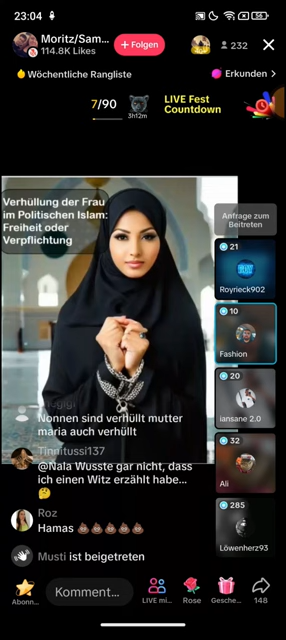 23:04
56
Moritz/Sam...
114.8K Likes
+ Folgen
232
Wöchentliche Rangliste
Erkunden >
7/90
3h12m
LIVE Fest
Countdown
Verhüllung der Frau
im Politischen Islam:
Freiheit oder
Verpflichtung
Anfrage zum
Beitreten
21
Royrieck902
10
Fashion
20
iansane 2.0
32
Ali
285
Löwenherz93
Nonnen sind verhüllt mutter
maria auch verhüllt
Tinnitussi137
@Nala Wusste gar nicht, dass
ich einen Witz erzählt habe...
🤔
Roz
Hamas 💩💩💩💩💩
Musti ist beigetreten
Abonn...
Komment...
LIVE mi...
Rose
Gesche...
148